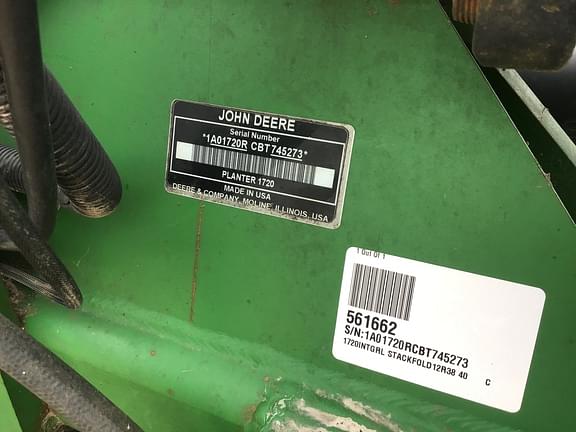 JOHN DEERE
Serial Number
*1A01720R CBT745273*
PLANTER 1720
MADE IN USA
DEERE & COMPANY, MOLINE, ILLINOIS, USA
1 Out Of 1
561662
S/N:1A01720RCBT745273
1720INTGRL STACKFOLD12R38 40 C